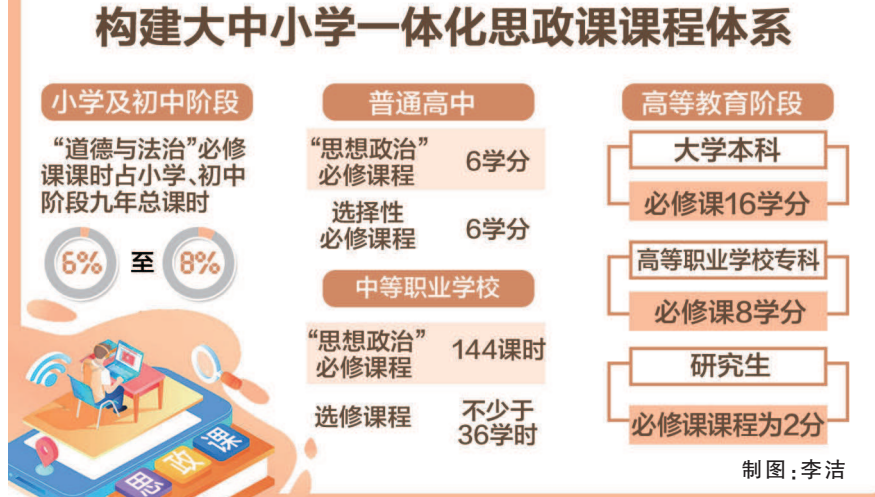 构建大中小学一体化思政课课程体系
小学及初中阶段
“道德与法治”必修
课课时占小学、初中
阶段九年总课时
6% 至 8%
普通高中
“思想政治”
必修课程
6学分
选择性
必修课程
6学分
中等职业学校
“思想政治”
必修课程
144课时
选修课程
不少于
36学时
高等教育阶段
大学本科
必修课16学分
高等职业学校专科
必修课8学分
研究生
必修课课程为2分
思政课
制图:李洁